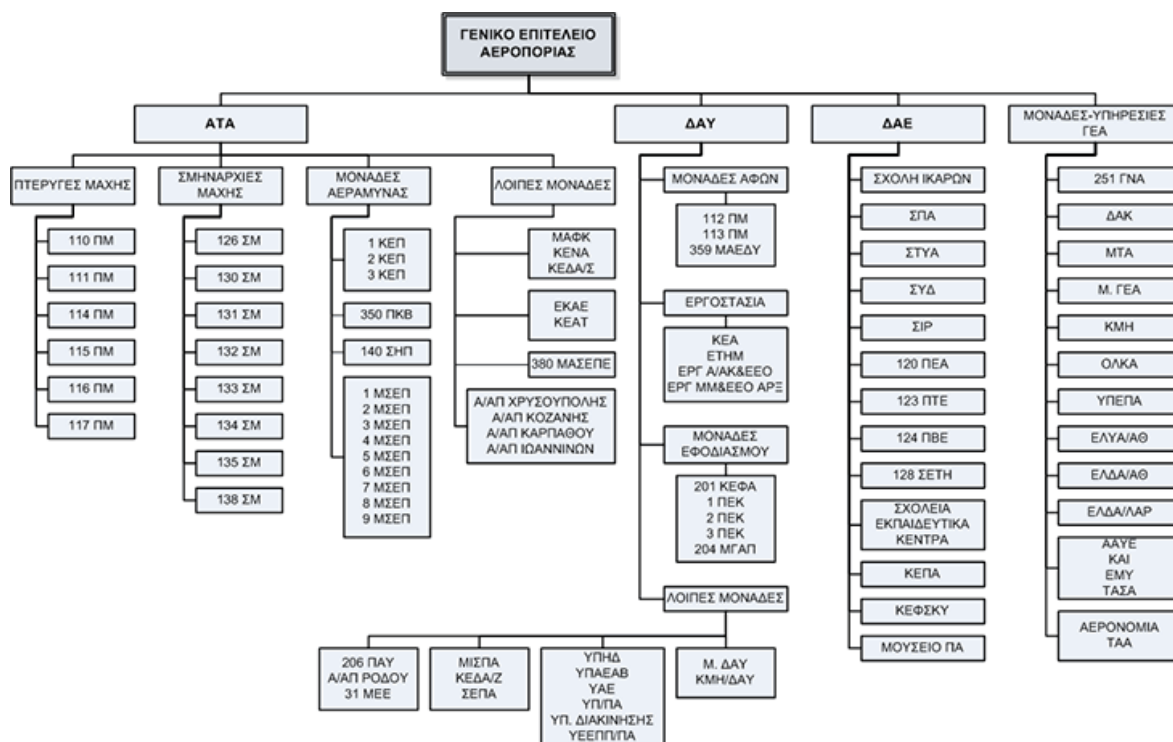 ΓΕΝΙΚΟ ΕΠΙΤΕΛΕΙΟ
ΑΕΡΟΠΟΡΙΑΣ
ΑΤΑ
ΔΑΥ
ΔΑΕ
ΜΟΝΑΔΕΣ-ΥΠΗΡΕΣΙΕΣ
ΓΕΑ
ΠΤΕΡΥΓΕΣ ΜΑΧΗΣ
110 ΠΜ
111 ΠΜ
114 ΠΜ
115 ΠΜ
116 ΠΜ
117 ΠΜ
ΣΜΗΝΑΡΧΙΕΣ
ΜΑΧΗΣ
126 ΣΜ
130 ΣΜ
131 ΣΜ
132 ΣΜ
133 ΣΜ
134 ΣΜ
135 ΣΜ
138 ΣΜ
ΜΟΝΑΔΕΣ
ΑΕΡΑΜΥΝΑΣ
1 ΚΕΠ
2 ΚΕΠ
3 ΚΕΠ
350 ΠΚΒ
140 ΣΗΠ
1 ΜΣΕΠ
2 ΜΣΕΠ
3 ΜΣΕΠ
4 ΜΣΕΠ
5 ΜΣΕΠ
6 ΜΣΕΠ
7 ΜΣΕΠ
8 ΜΣΕΠ
9 ΜΣΕΠ
ΛΟΙΠΕΣ ΜΟΝΑΔΕΣ
ΜΑΦΚ
ΚΕΝΑ
ΚΕΔΑ/Σ
ΕΚΑΕ
ΚΕΑΤ
380 ΜΑΣΕΠΕ
Α/ΑΠ ΧΡΥΣΟΥΠΟΛΗΣ
Α/ΑΠ ΚΟΖΑΝΗΣ
Α/ΑΠ ΚΑΡΠΑΘΟΥ
Α/ΑΠ ΙΩΑΝΝΙΝΩΝ
ΜΟΝΑΔΕΣ ΑΦΩΝ
112 ΠΜ
113 ΠΜ
359 ΜΑΕΔΥ
ΕΡΓΟΣΤΑΣΙΑ
ΚΕΑ
ΕΤΗΜ
ΕΡΓ Α/ΑΚ&ΕΕΟ
ΕΡΓ ΜΜ&ΕΕΟ ΑΡΞ
ΜΟΝΑΔΕΣ
ΕΦΟΔΙΑΣΜΟΥ
201 ΚΕΦΑ
1 ΠΕΚ
2 ΠΕΚ
3 ΠΕΚ
204 ΜΓΑΠ
ΛΟΙΠΕΣ ΜΟΝΑΔΕΣ
206 ΠΑΥ
Α/ΑΠ ΡΟΔΟΥ
31 ΜΕΕ
ΜΙΣΠΑ
ΚΕΔΑ/Ζ
ΣΕΠΑ
ΥΠΗΔ
ΥΠΑΕΑΒ
ΥΑΕ
ΥΠ/ΠΑ
ΥΠ. ΔΙΑΚΙΝΗΣΗΣ
ΥΕΕΠΠ/ΠΑ
Μ. ΔΑΥ
ΚΜΗ/ΔΑΥ
ΣΧΟΛΗ ΙΚΑΡΩΝ
ΣΠΑ
ΣΤΥΑ
ΣΥΔ
ΣΙΡ
120 ΠΕΑ
123 ΠΤΕ
124 ΠΒΕ
128 ΣΕΤΗ
ΣΧΟΛΕΙΑ
ΕΚΠΑΙΔΕΥΤΙΚΑ
ΚΕΝΤΡΑ
ΚΕΠΑ
ΚΕΦΣΚΥ
ΜΟΥΣΕΙΟ ΠΑ
251 ΓΝΑ
ΔΑΚ
ΜΤΑ
Μ. ΓΕΑ
ΚΜΗ
ΟΛΚΑ
ΥΠΕΠΑ
ΕΛΥΑ/ΑΘ
ΕΛΔΑ/ΑΘ
ΕΛΔΑ/ΛΑΡ
ΑΑΥΕ
ΚΑΙ
ΕΜΥ
ΤΑΣΑ
ΑΕΡΟΝΟΜΙΑ
ΤΑΑ